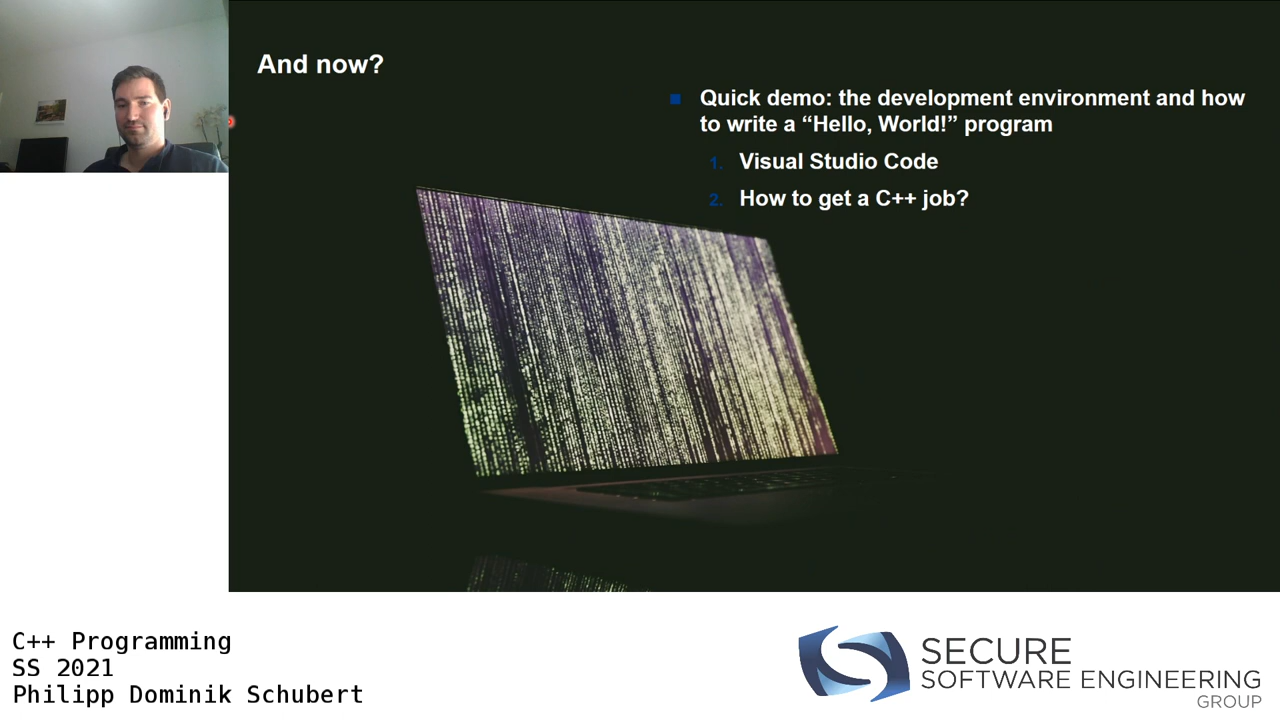 And now?
Quick demo: the development environment and how
to write a “Hello, World!” program
1. Visual Studio Code
2. How to get a C++ job?
C++ Programming
SS 2021
Philipp Dominik Schubert
SECURE
SOFTWARE ENGINEERING
GROUP